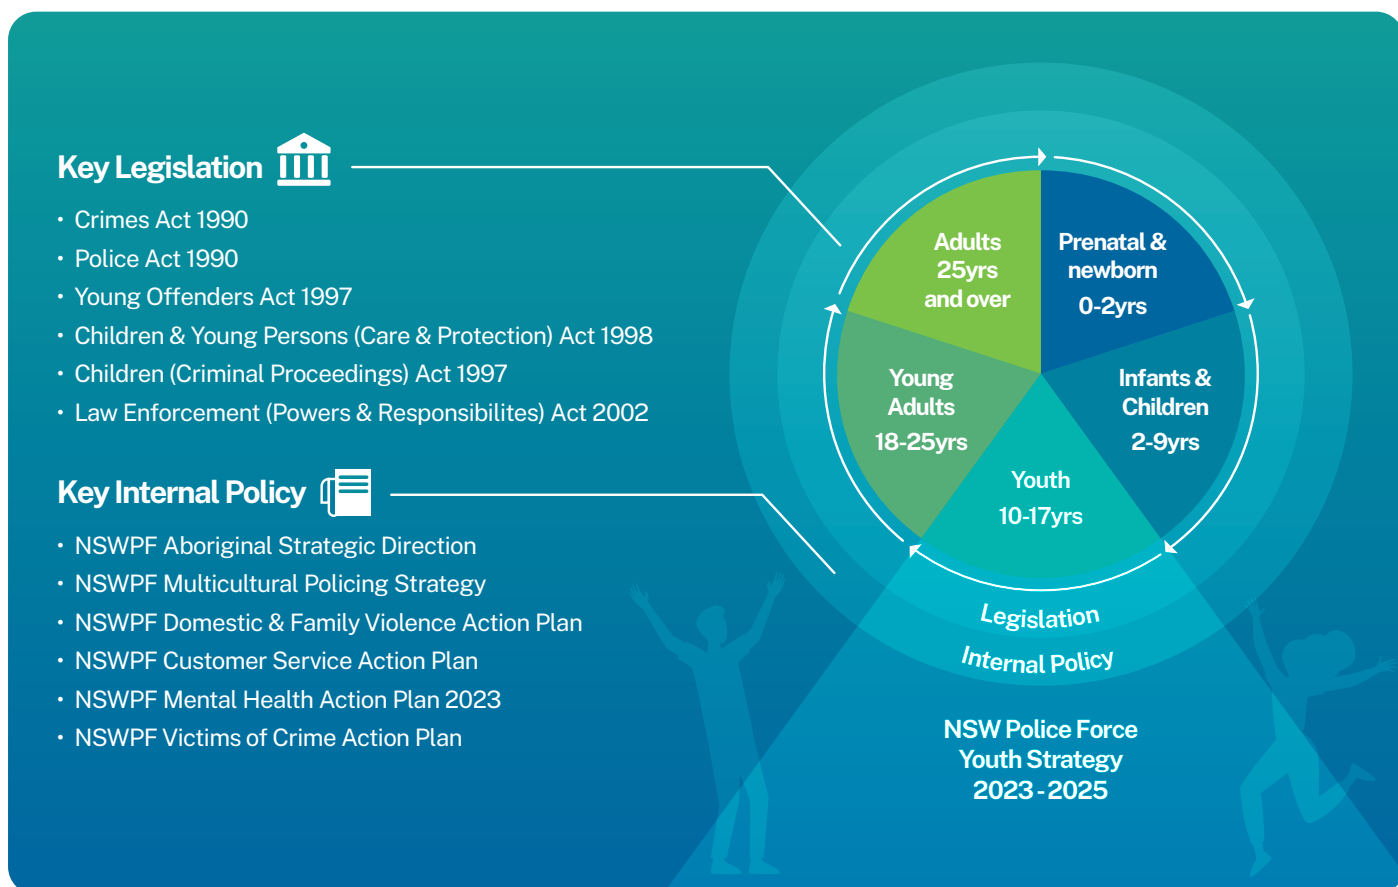 Key Legislation
• Crimes Act 1990
• Police Act 1990
• Young Offenders Act 1997
• Children & Young Persons (Care & Protection) Act 1998
• Children (Criminal Proceedings) Act 1997
• Law Enforcement (Powers & Responsibilites) Act 2002
Key Internal Policy
• NSWPF Aboriginal Strategic Direction
• NSWPF Multicultural Policing Strategy
• NSWPF Domestic & Family Violence Action Plan
• NSWPF Customer Service Action Plan
• NSWPF Mental Health Action Plan 2023
• NSWPF Victims of Crime Action Plan
Adults
25yrs
and over
Prenatal &
newborn
0-2yrs
Infants &
Children
2-9yrs
Youth
10-17yrs
Young
Adults
18-25yrs
Legislation
Internal Policy
NSW Police Force
Youth Strategy
2023 - 2025